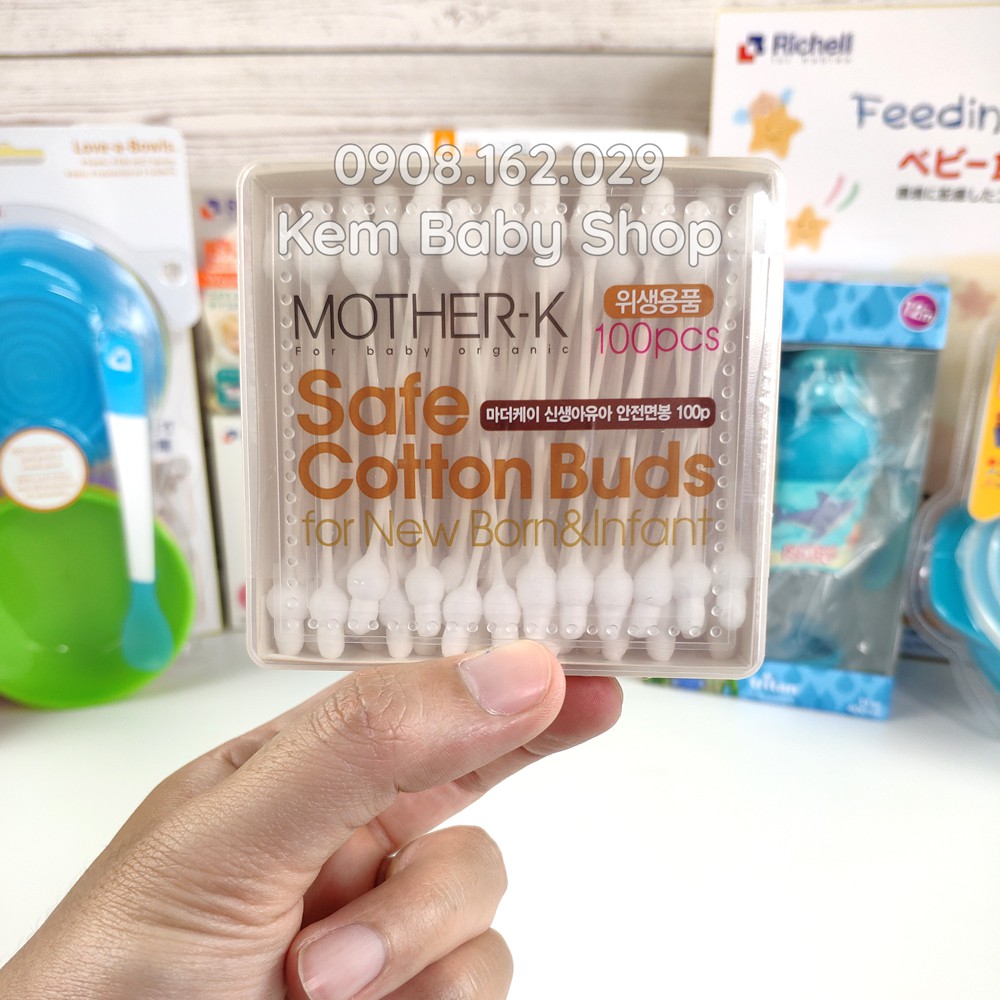 Richell
Feedin
ベビー
Love-a-Bowls
0908.162.029
Kem Baby Shop
MOTHER-K
For baby organic
위생용품
100pcs
Safe
마더케이 신생아유아 안전면봉 100p
Cotton Buds
for New Born&Infant